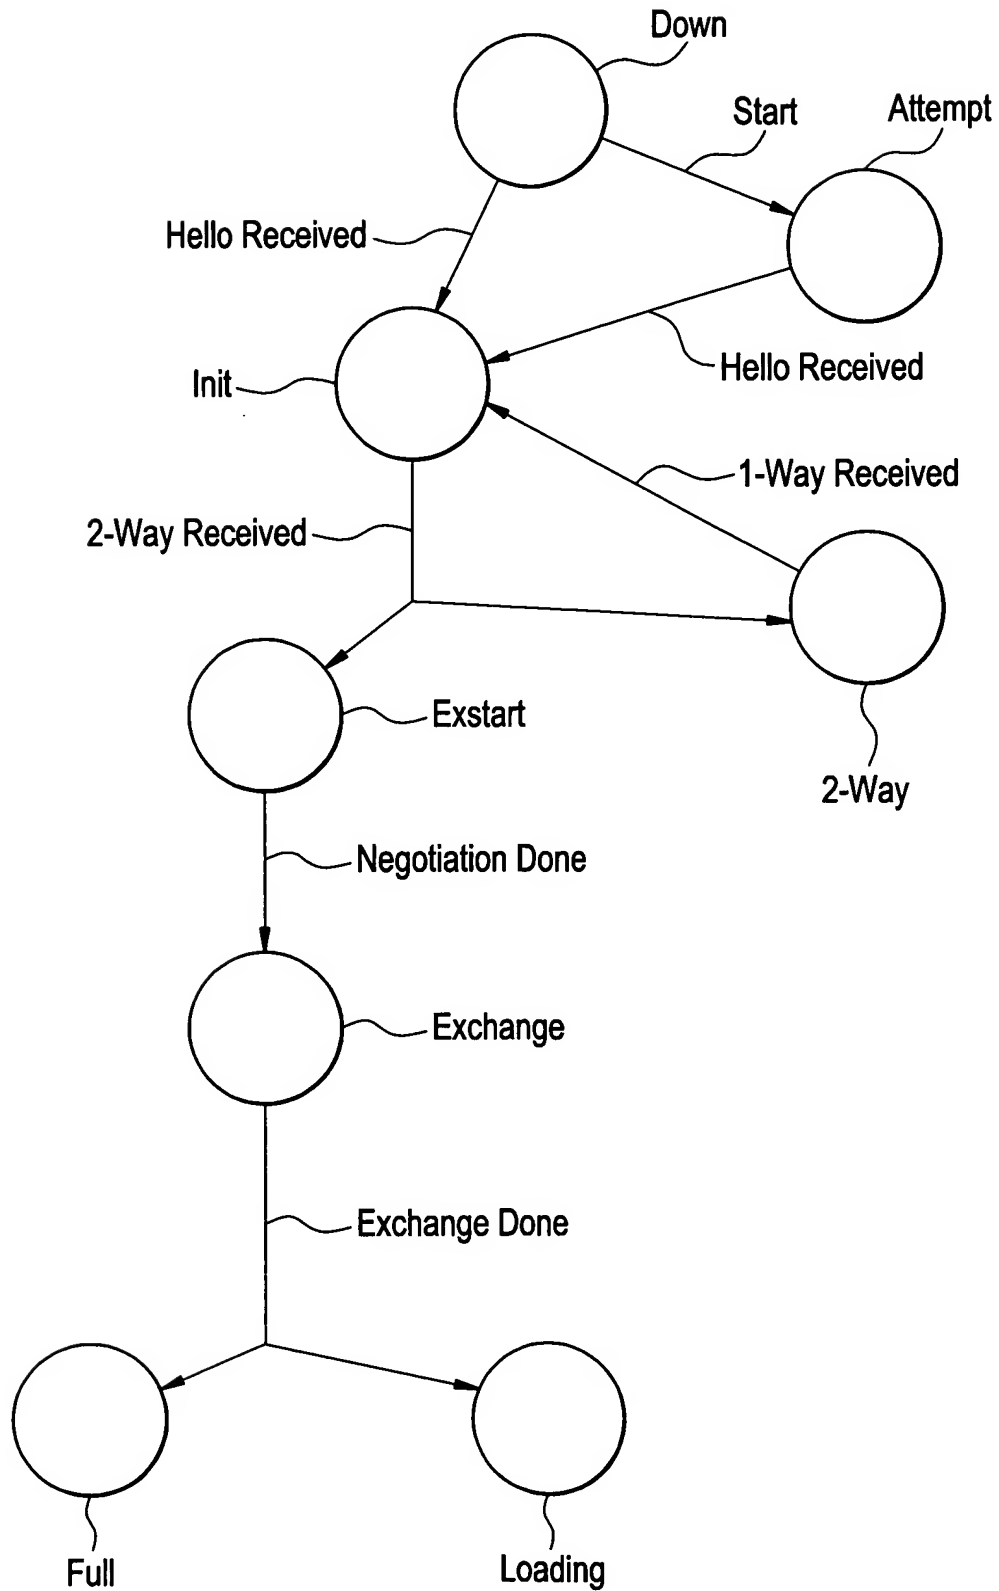 Down
Start
Attempt
Hello Received
Hello Received
Init
1-Way Received
2-Way Received
Exstart
2-Way
Negotiation Done
Exchange
Exchange Done
Full
Loading